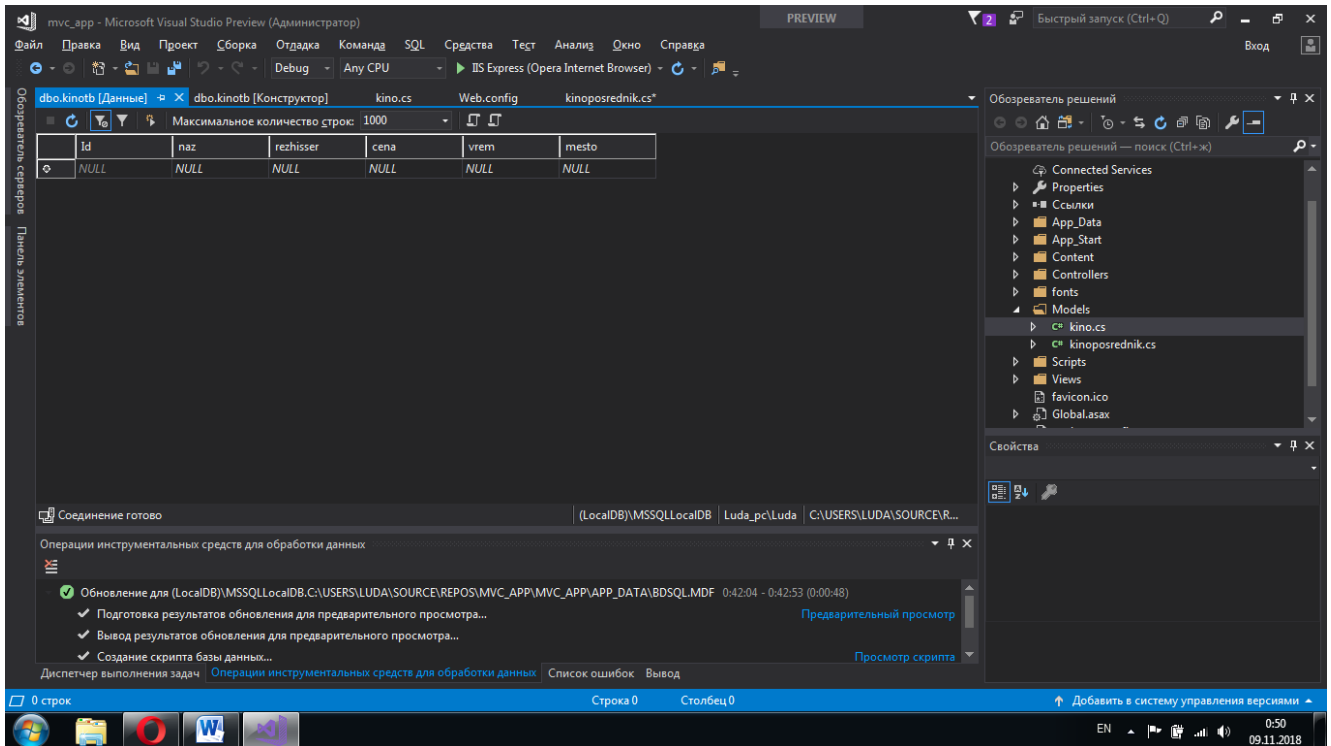 mvc_app - Microsoft Visual Studio Preview (Администратор)
PREVIEW
2
Быстрый запуск (Ctrl+Q)
Файл Правка Вид Проект Сборка Отладка Команда SQL Средства Тест Анализ Окно Справка
Вход
Debug Any CPU IIS Express (Opera Internet Browser)
Обозреватель серверов
Панель элементов
dbo.kinotb [Данные] dbo.kinotb [Конструктор] kino.cs Web.config kinoposrednik.cs*
Максимальное количество строк: 1000
Id naz rezhisser cena vrem mesto
NULL NULL NULL NULL NULL NULL
Соединение готово
(LocalDB)\MSSQLLocalDB Luda_pc\Luda C:\USERS\LUDA\SOURCE\R...
Операции инструментальных средств для обработки данных
Обновление для (LocalDB)\MSSQLLocalDB.C:\USERS\LUDA\SOURCE\REPOS\MVC_APP\MVC_APP\APP_DATA\BDSQL.MDF 0:42:04 - 0:42:53 (0:00:48)
Подготовка результатов обновления для предварительного просмотра...
Предварительный просмотр
Вывод результатов обновления для предварительного просмотра...
Создание скрипта базы данных...
Просмотр скрипта
Диспетчер выполнения задач Операции инструментальных средств для обработки данных Список ошибок Вывод
Обозреватель решений
Обозреватель решений — поиск (Ctrl+ж)
Connected Services
Properties
Ссылки
App_Data
App_Start
Content
Controllers
fonts
Models
C# kino.cs
C# kinoposrednik.cs
Scripts
Views
favicon.ico
Global.asax
Свойства
0 строк
Строка 0 Столбец 0
Добавить в систему управления версиями
EN
0:50
09.11.2018